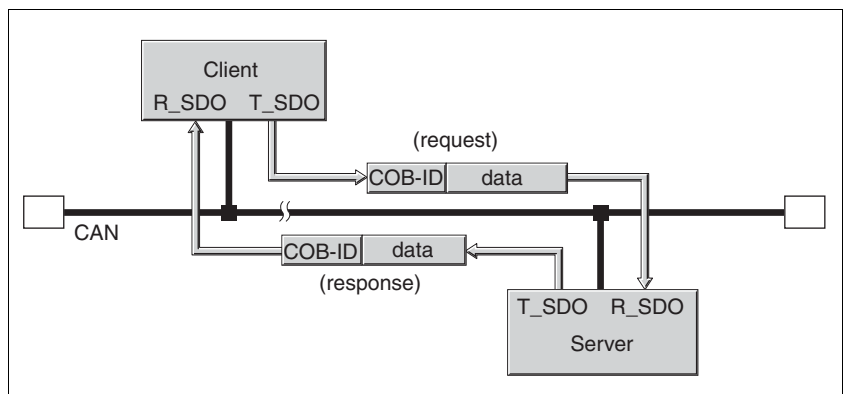 Client
R_SDO T_SDO
(request)
COB-ID data
CAN
COB-ID data
(response)
T_SDO R_SDO
Server